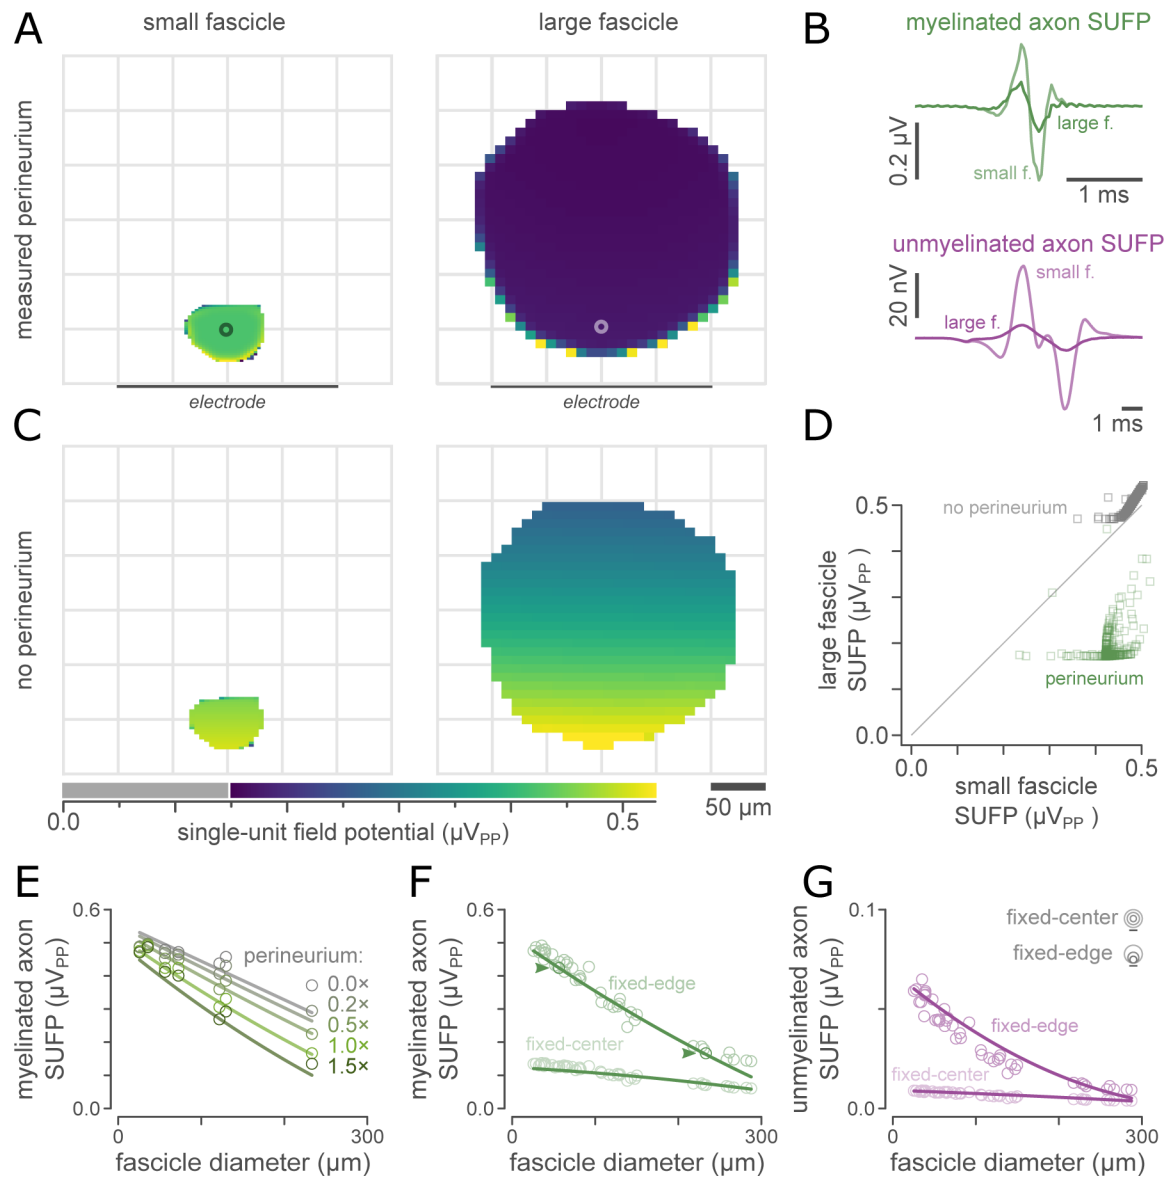 A
small fascicle
large fascicle
measured perineurium
electrode
electrode
B
myelinated axon SUFP
0.2 µV
large f.
small f.
1 ms
unmyelinated axon SUFP
20 nV
small f.
large f.
1 ms
C
no perineurium
0.0
0.5
single-unit field potential (µVPP)
50 µm
D
large fascicle
SUFP (µVPP)
0.5
0.0
no perineurium
perineurium
0.0
0.5
small fascicle
SUFP (µVPP )
E
myelinated axon
SUFP (µVPP)
0.6
0.0
perineurium:
0.0×
0.2×
0.5×
1.0×
1.5×
0
300
fascicle diameter (µm)
F
myelinated axon
SUFP (µVPP)
0.6
0.0
fixed-edge
fixed-center
0
300
fascicle diameter (µm)
G
unmyelinated axon
SUFP (µVPP)
0.1
0.0
fixed-center
fixed-edge
fixed-edge
fixed-center
0
300
fascicle diameter (µm)